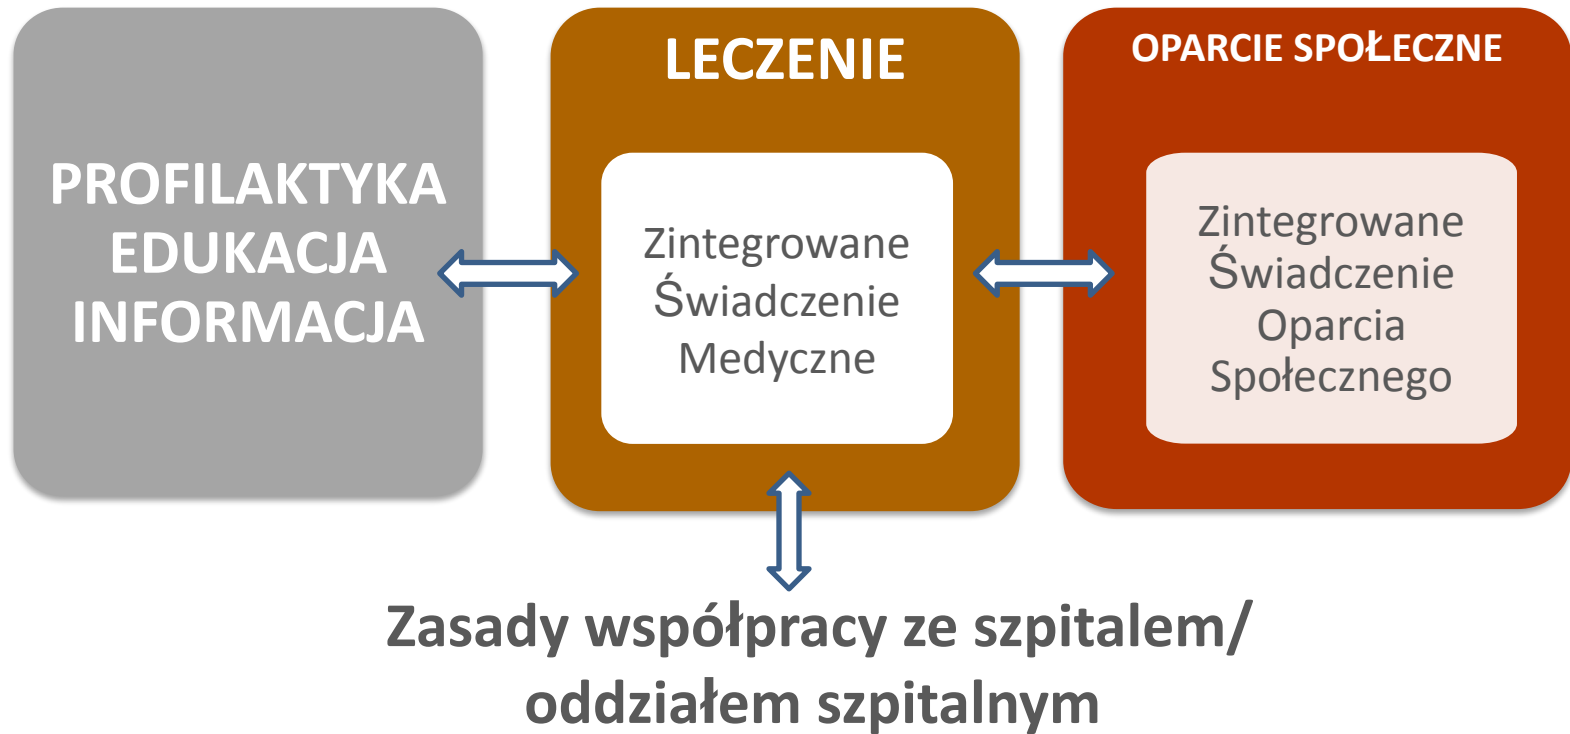 PROFILAKTYKA
EDUKACJA
INFORMACJA
LECZENIE
Zintegrowane
Świadczenie
Medyczne
OPARCIE SPOŁECZNE
Zintegrowane
Świadczenie
Oparcia
Społecznego
Zasady współpracy ze szpitalem/
oddziałem szpitalnym